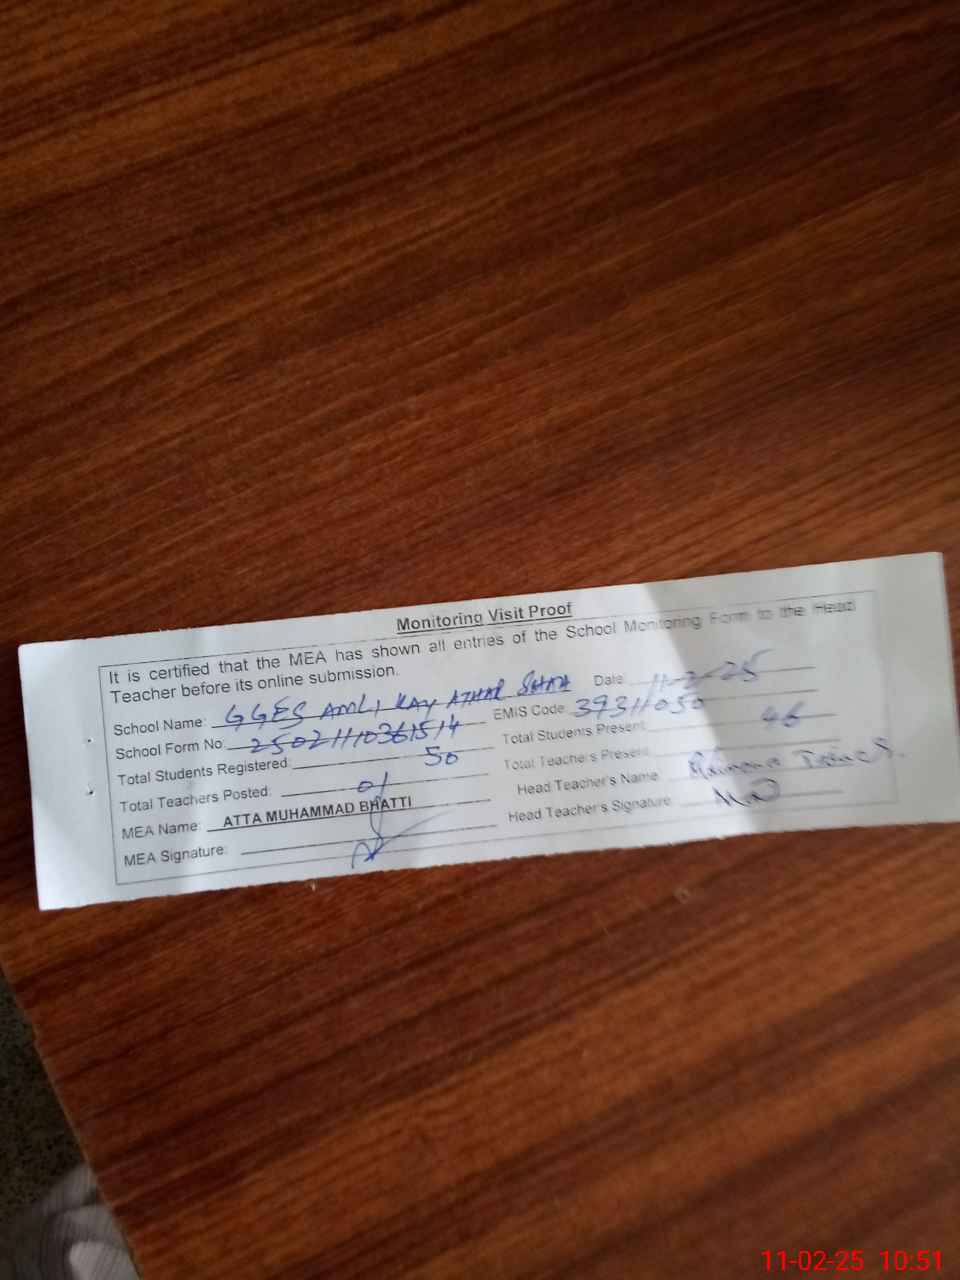 Monitoring Visit Proof
It is certified that the MEA has shown all entries of the School Monitoring Form to the Head
Teacher before its online submission.
School Name: GGES AMLI KAY ATHAR Date: 11-2-25
School Form No: 25021110361514 EMIS Code: 39311050
Total Students Registered: 50 Total Students Present: 46
Total Teachers Posted: 01 Total Teachers Present:
MEA Name: ATTA MUHAMMAD BHATTI Head Teacher's Name:
MEA Signature: Head Teacher's Signature:
11-02-25 10:51